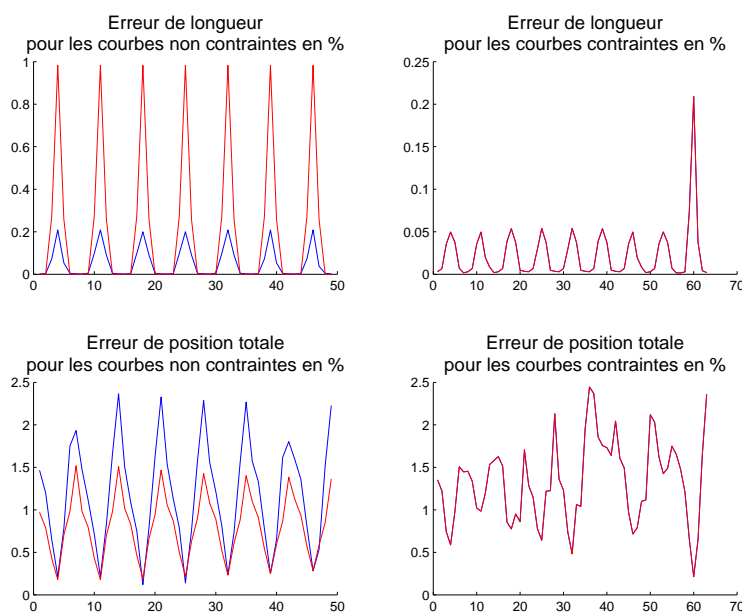 Erreur de longueur
pour les courbes non contraintes en %
1
0.8
0.6
0.4
0.2
0
0 10 20 30 40 50
Erreur de longueur
pour les courbes contraintes en %
0.25
0.2
0.15
0.1
0.05
0
0 10 20 30 40 50 60 70
Erreur de position totale
pour les courbes non contraintes en %
2.5
2
1.5
1
0.5
0
0 10 20 30 40 50
Erreur de position totale
pour les courbes contraintes en %
2.5
2
1.5
1
0.5
0
0 10 20 30 40 50 60 70